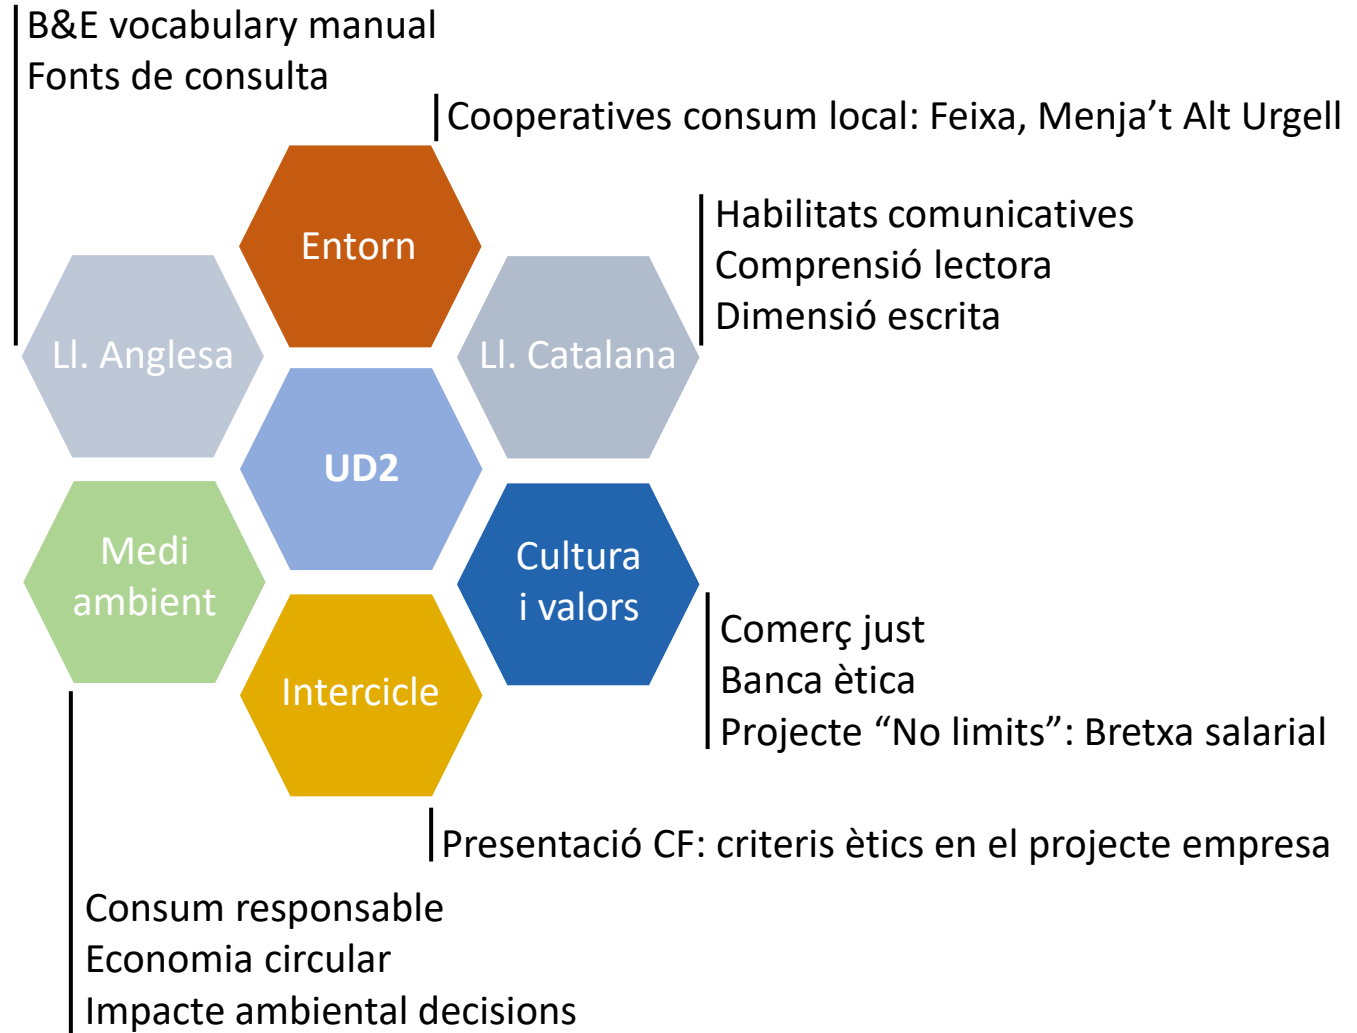 B&E vocabulary manual
Fonts de consulta
Cooperatives consum local: Feixa, Menja’t Alt Urgell
Habilitats comunicatives
Comprensió lectora
Dimensió escrita
Entorn
Ll. Anglesa
Ll. Catalana
UD2
Medi
ambient
Cultura
i valors
Intercicle
Comerç just
Banca ètica
Projecte “No limits”: Bretxa salarial
Presentació CF: criteris ètics en el projecte empresa
Consum responsable
Economia circular
Impacte ambiental decisions